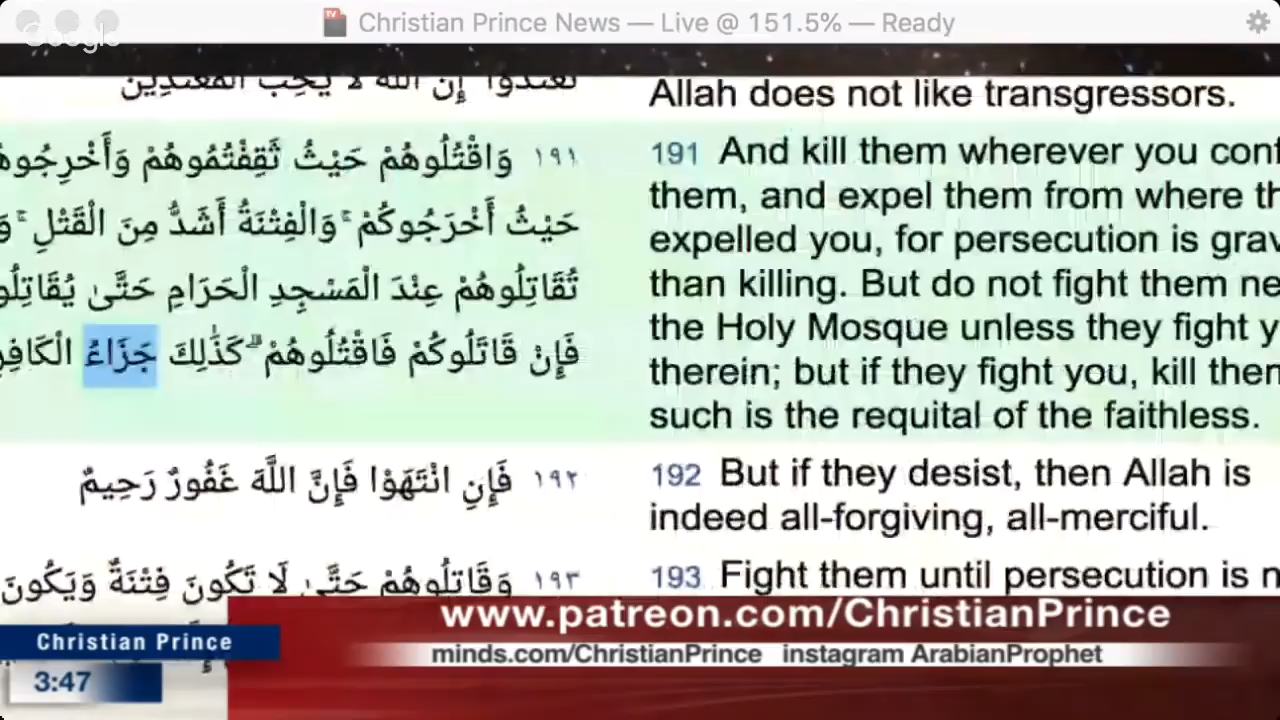 Christian Prince News — Live @ 151.5% — Ready
Google
تَعْتَدُوا إِنَّ اللَّهَ لَا يُحِبُّ الْمُعْتَدِينَ
Allah does not like transgressors.
١٩١ وَاقْتُلُوهُمْ حَيْثُ ثَقِفْتُمُوهُمْ وَأَخْرِجُوه
حَيْثُ أَخْرَجُوكُمْ ۚ وَالْفِتْنَةُ أَشَدُّ مِنَ الْقَتْلِ ۚ وَ
تُقَاتِلُوهُمْ عِنْدَ الْمَسْجِدِ الْحَرَامِ حَتَّىٰ يُقَاتِلُو
فَإِنْ قَاتَلُوكُمْ فَاقْتُلُوهُمْ ۗ كَذَٰلِكَ جَزَاءُ الْكَافِرِ
191 And kill them wherever you conf
them, and expel them from where th
expelled you, for persecution is grav
than killing. But do not fight them ne
the Holy Mosque unless they fight y
therein; but if they fight you, kill them
such is the requital of the faithless.
١٩٢ فَإِنِ انْتَهَوْا فَإِنَّ اللَّهَ غَفُورٌ رَحِيمٌ
192 But if they desist, then Allah is
indeed all-forgiving, all-merciful.
١٩٣ وَقَاتِلُوهُمْ حَتَّىٰ لَا تَكُونَ فِتْنَةٌ وَيَكُونَ
193 Fight them until persecution is n
www.patreon.com/ChristianPrince
Christian Prince
minds.com/ChristianPrince instagram ArabianProphet
3:47